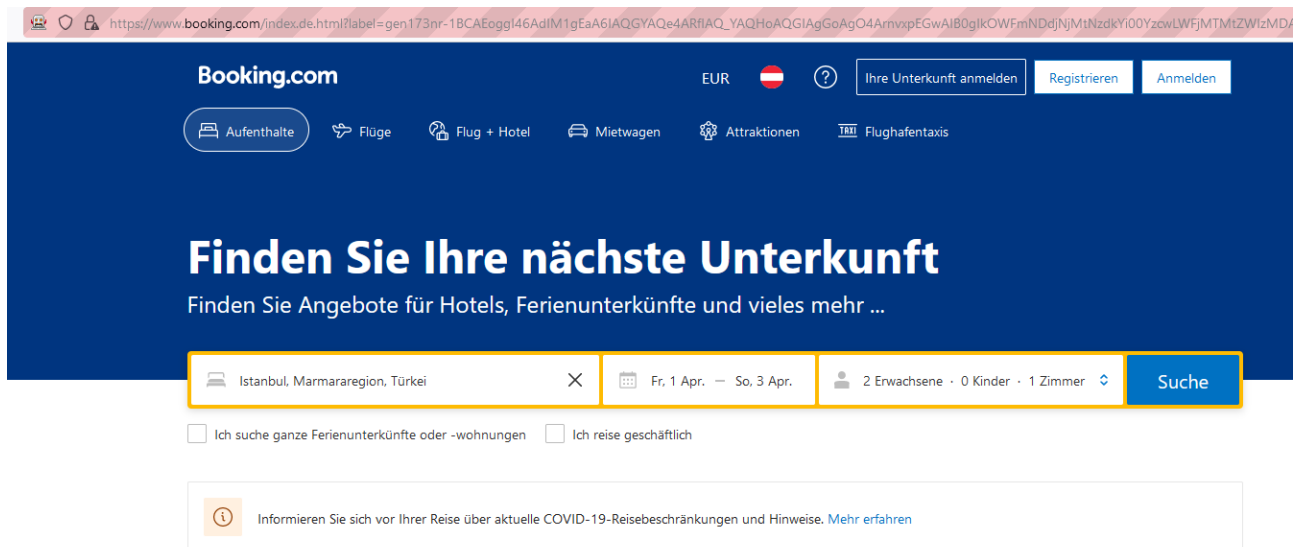 https://www.booking.com/index.de.html?label=gen173nr-1BCAEoggI46AdIM1gEaA6IAQGYAQe4ARfIAQ_YAQHoAQGIAgGoAgO4ArnvxpEGwAIB0gIkOWFmNDdjNjMtNzdkYi00YzcwLWFjMTMtZWIzMDA
Booking.com EUR Ihre Unterkunft anmelden Registrieren Anmelden
Aufenthalte Flüge Flug + Hotel Mietwagen Attraktionen TAXI Flughafentaxis
Finden Sie Ihre nächste Unterkunft
Finden Sie Angebote für Hotels, Ferienunterkünfte und vieles mehr ...
Istanbul, Marmararegion, Türkei Fr, 1 Apr. — So, 3 Apr. 2 Erwachsene · 0 Kinder · 1 Zimmer Suche
Ich suche ganze Ferienunterkünfte oder -wohnungen Ich reise geschäftlich
Informieren Sie sich vor Ihrer Reise über aktuelle COVID-19-Reisebeschränkungen und Hinweise. Mehr erfahren